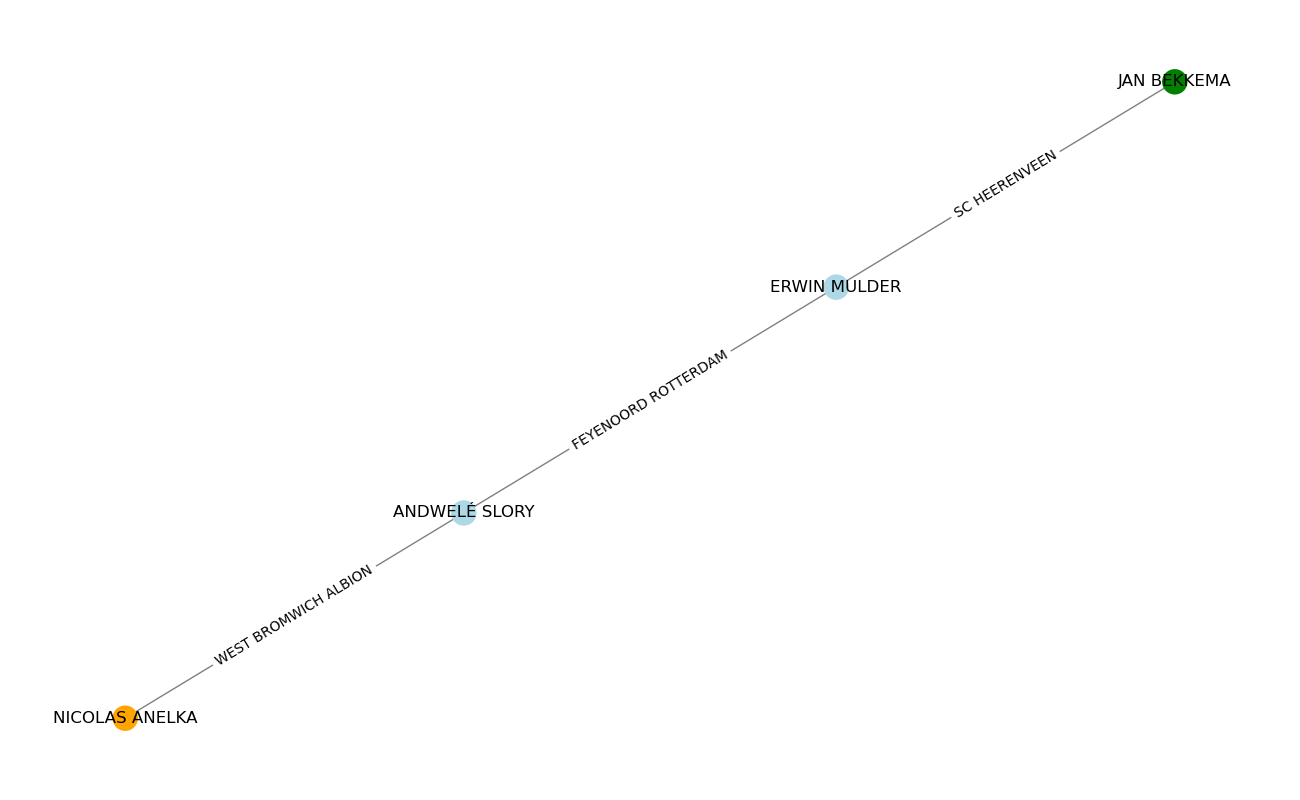 JAN BEKKEMA
SC HEERENVEEN
ERWIN MULDER
FEYENOORD ROTTERDAM
ANDWELÉ SLORY
WEST BROMWICH ALBION
NICOLAS ANELKA